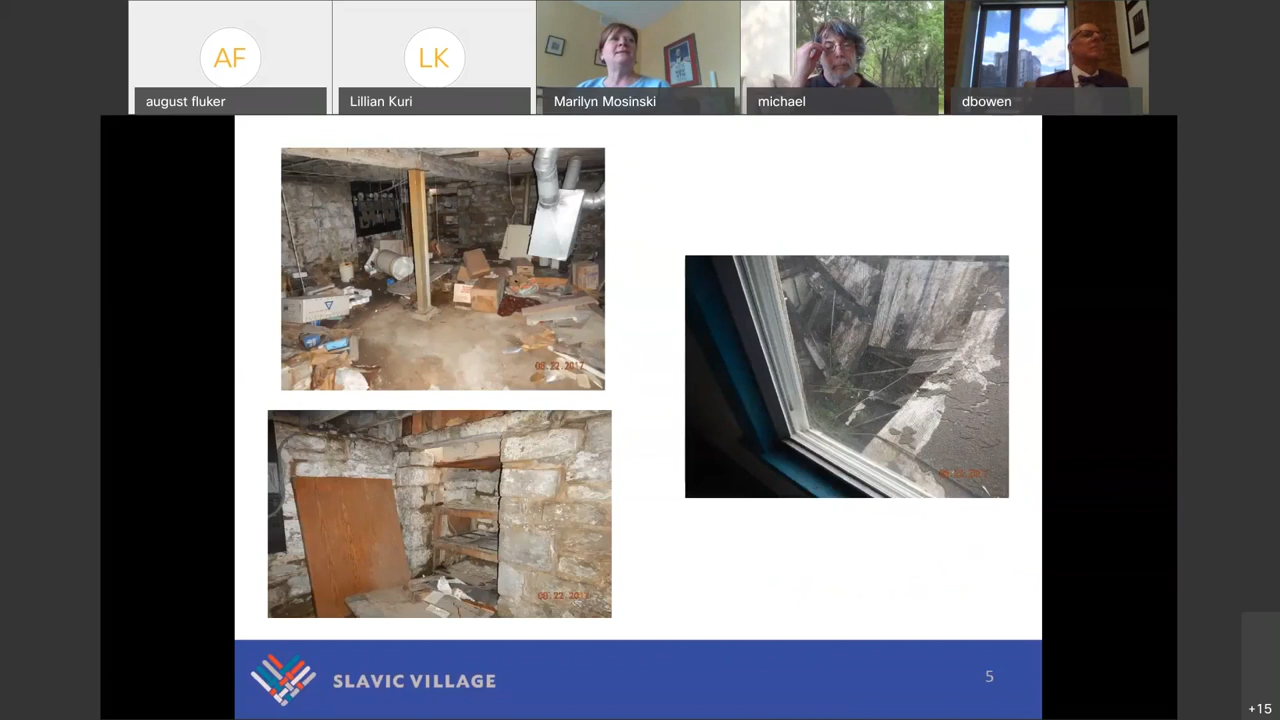 AF
LK
august fluker
Lillian Kuri
Marilyn Mosinski
michael
dbowen
08.22.2017
08.22.2017
SLAVIC VILLAGE
5
+15